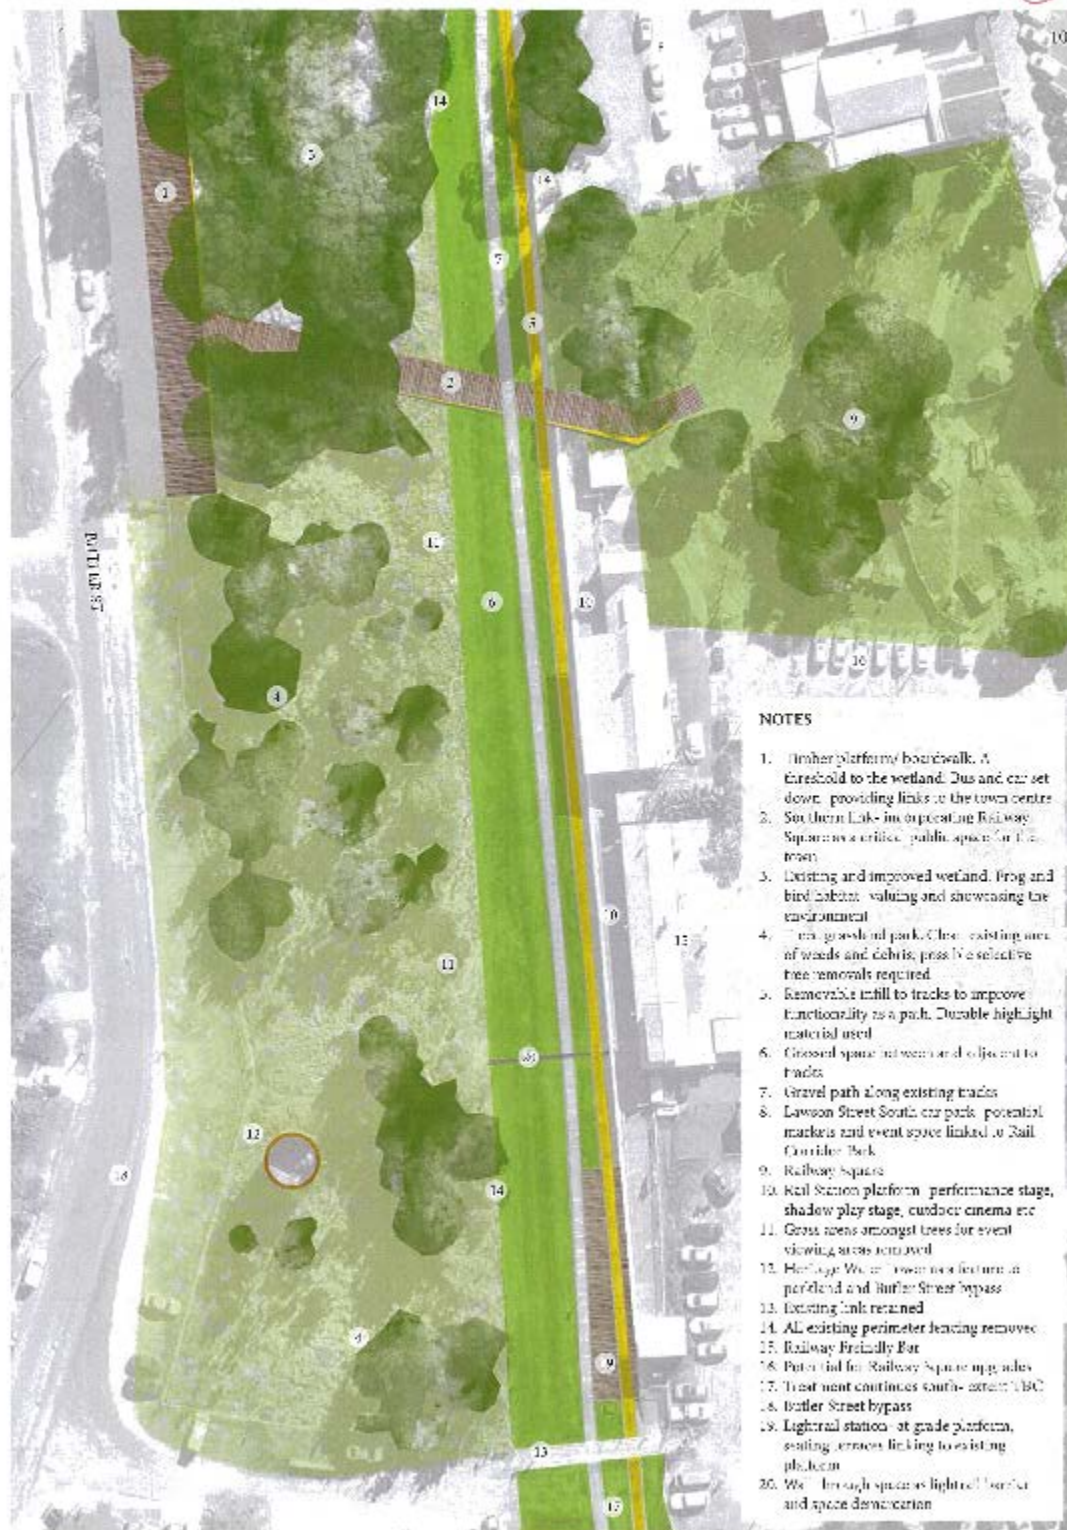 BUTLER ST
NOTES
1. Timber platform/ boardwalk. A
threshold to the wetland. Bus and car set
down- providing links to the town centre
2. Southern link- incorporating Railway
Square as a critical public space for the
town
3. Existing and improved wetland. Frog and
bird habitat- valuing and showcasing the
environment
4. grassland park. Clear existing area
of weeds and debris, possible selective
tree removals required
5. Removable infill to tracks to improve
functionality as a path. Durable highlight
material used
6. Grassed space between and adjacent to
tracks
7. Gravel path along existing tracks
8. Lawson Street South car park- potential
markets and event space linked to Rail
Corridor Park
9. Railway Square
10. Rail Station platform- performance stage,
shadow play stage, outdoor cinema etc
11. Grass areas amongst trees for event
viewing areas removed
12. Heritage Water Tower as a feature to
parkland and Butler Street bypass
13. Existing link retained
14. All existing perimeter fencing removed
15. Railway Freindly Bar
16. Potential for Railway Square upgrades
17. Treatment continues south- extent TBC
18. Butler Street bypass
19. Lightrail station- at grade platform,
seating terraces linking to existing
platform
20. through space as light rail
and space demarcation